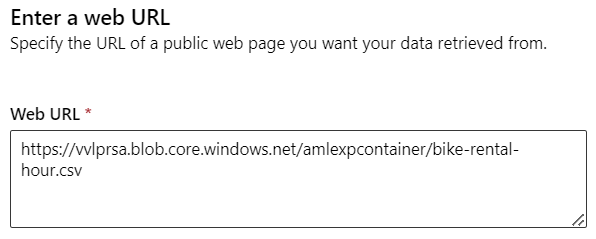 Enter a web URL
Specify the URL of a public web page you want your data retrieved from.
Web URL *
https://vvlprsa.blob.core.windows.net/amlexpcontainer/bike-rental-
hour.csv